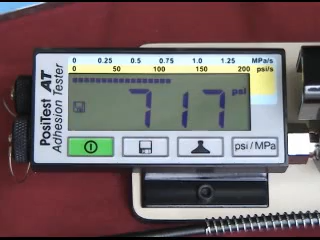 PosiTest AT
Adhesion Tester
0 0.25 0.5 0.75 1.0 1.25 MPa/s
0 50 100 150 200 psi/s
717 psi
psi/MPa